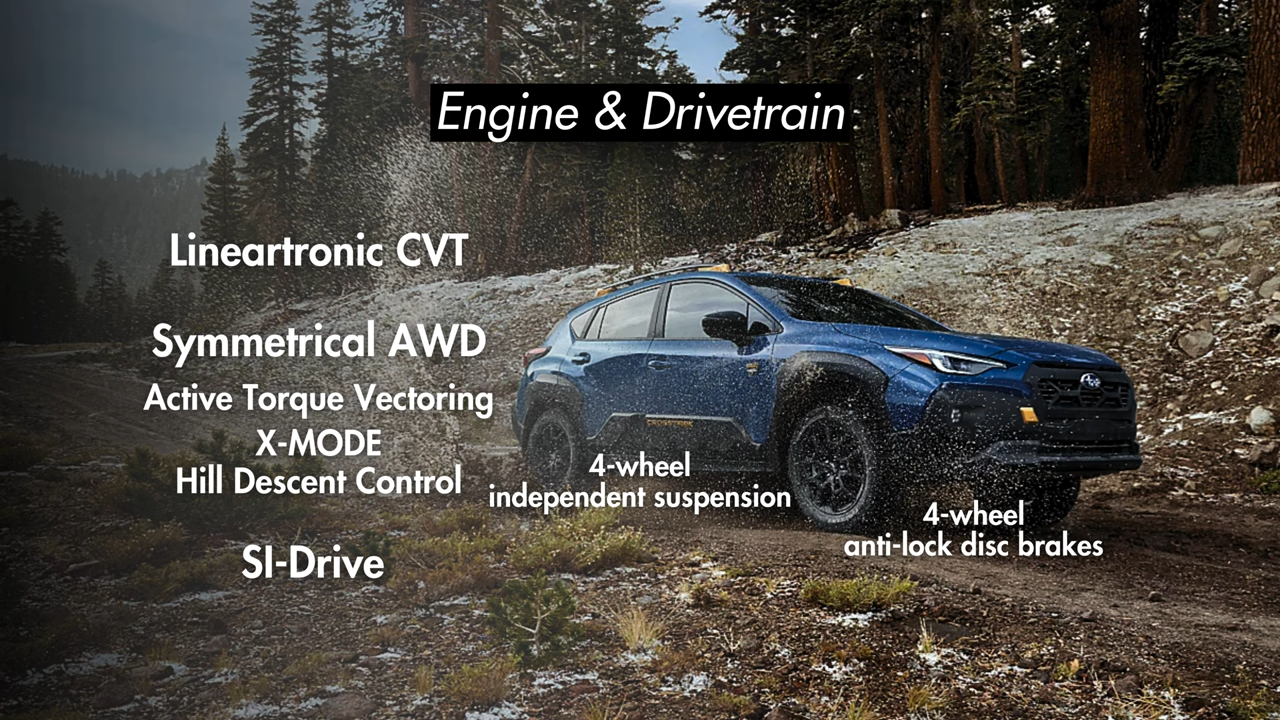 Engine & Drivetrain
Lineartronic CVT
Symmetrical AWD
Active Torque Vectoring
X-MODE
Hill Descent Control
SI-Drive
4-wheel
independent suspension
4-wheel
anti-lock disc brakes
CROSSTREK